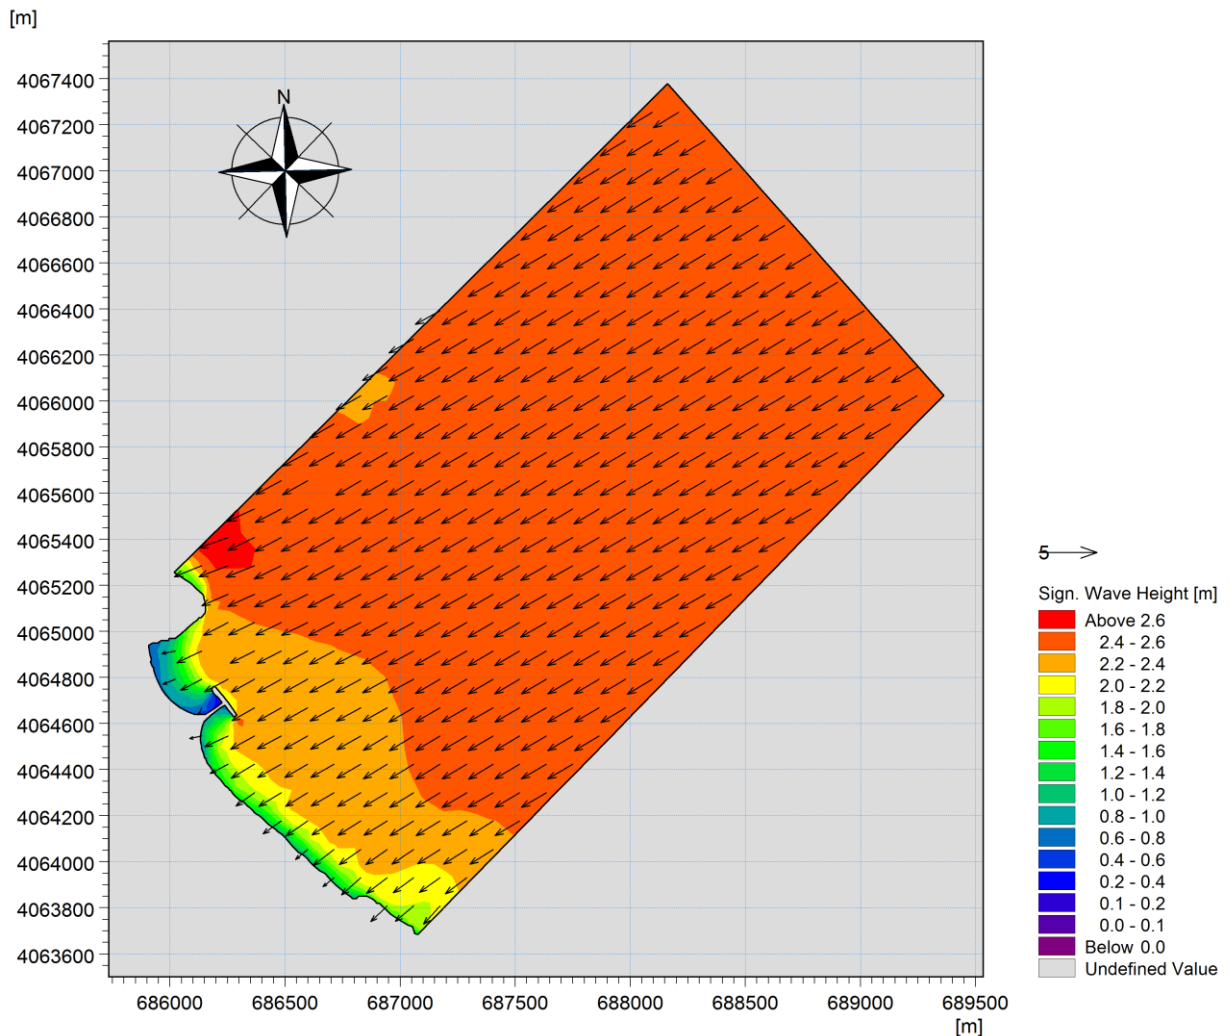 [m]
N
4067400
4067200
4067000
4066800
4066600
4066400
4066200
4066000
4065800
4065600
4065400
4065200
4065000
4064800
4064600
4064400
4064200
4064000
4063800
4063600
686000 686500 687000 687500 688000 688500 689000 689500
[m]
5
Sign. Wave Height [m]
Above 2.6
2.4 - 2.6
2.2 - 2.4
2.0 - 2.2
1.8 - 2.0
1.6 - 1.8
1.4 - 1.6
1.2 - 1.4
1.0 - 1.2
0.8 - 1.0
0.6 - 0.8
0.4 - 0.6
0.2 - 0.4
0.1 - 0.2
0.0 - 0.1
Below 0.0
Undefined Value